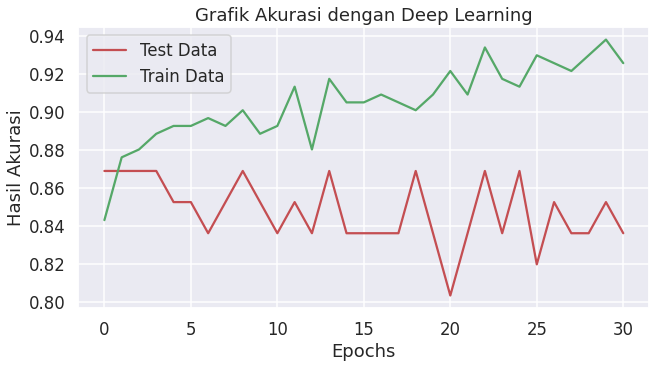 Grafik Akurasi dengan Deep Learning
Test Data
Train Data
Hasil Akurasi
0.94
0.92
0.90
0.88
0.86
0.84
0.82
0.80
0 5 10 15 20 25 30
Epochs